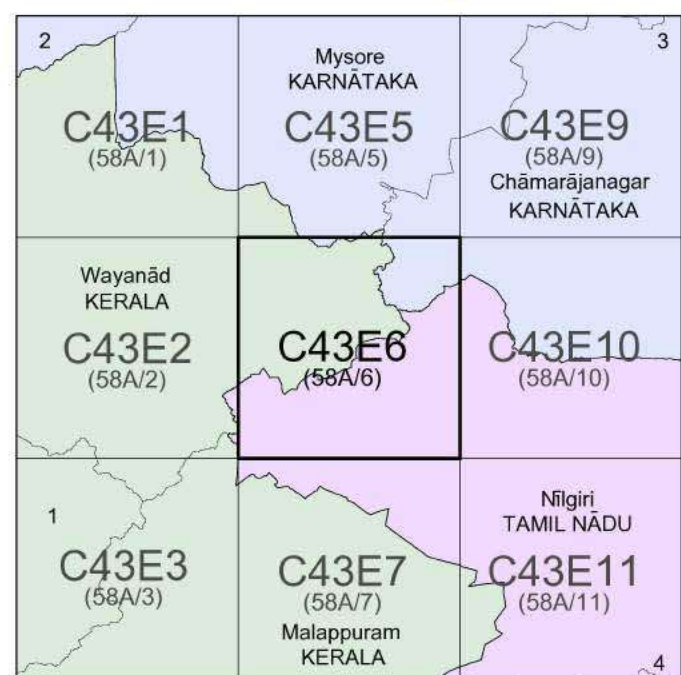 2
Mysore
KARNĀTAKA
3
C43E1
(58A/1)
C43E5
(58A/5)
C43E9
(58A/9)
Chāmarājanagar
KARNĀTAKA
Wayanād
KERALA
C43E2
(58A/2)
C43E6
(58A/6)
C43E10
(58A/10)
1
C43E3
(58A/3)
C43E7
(58A/7)
Malappuram
KERALA
Nīlgiri
TAMIL NĀDU
C43E11
(58A/11)
4